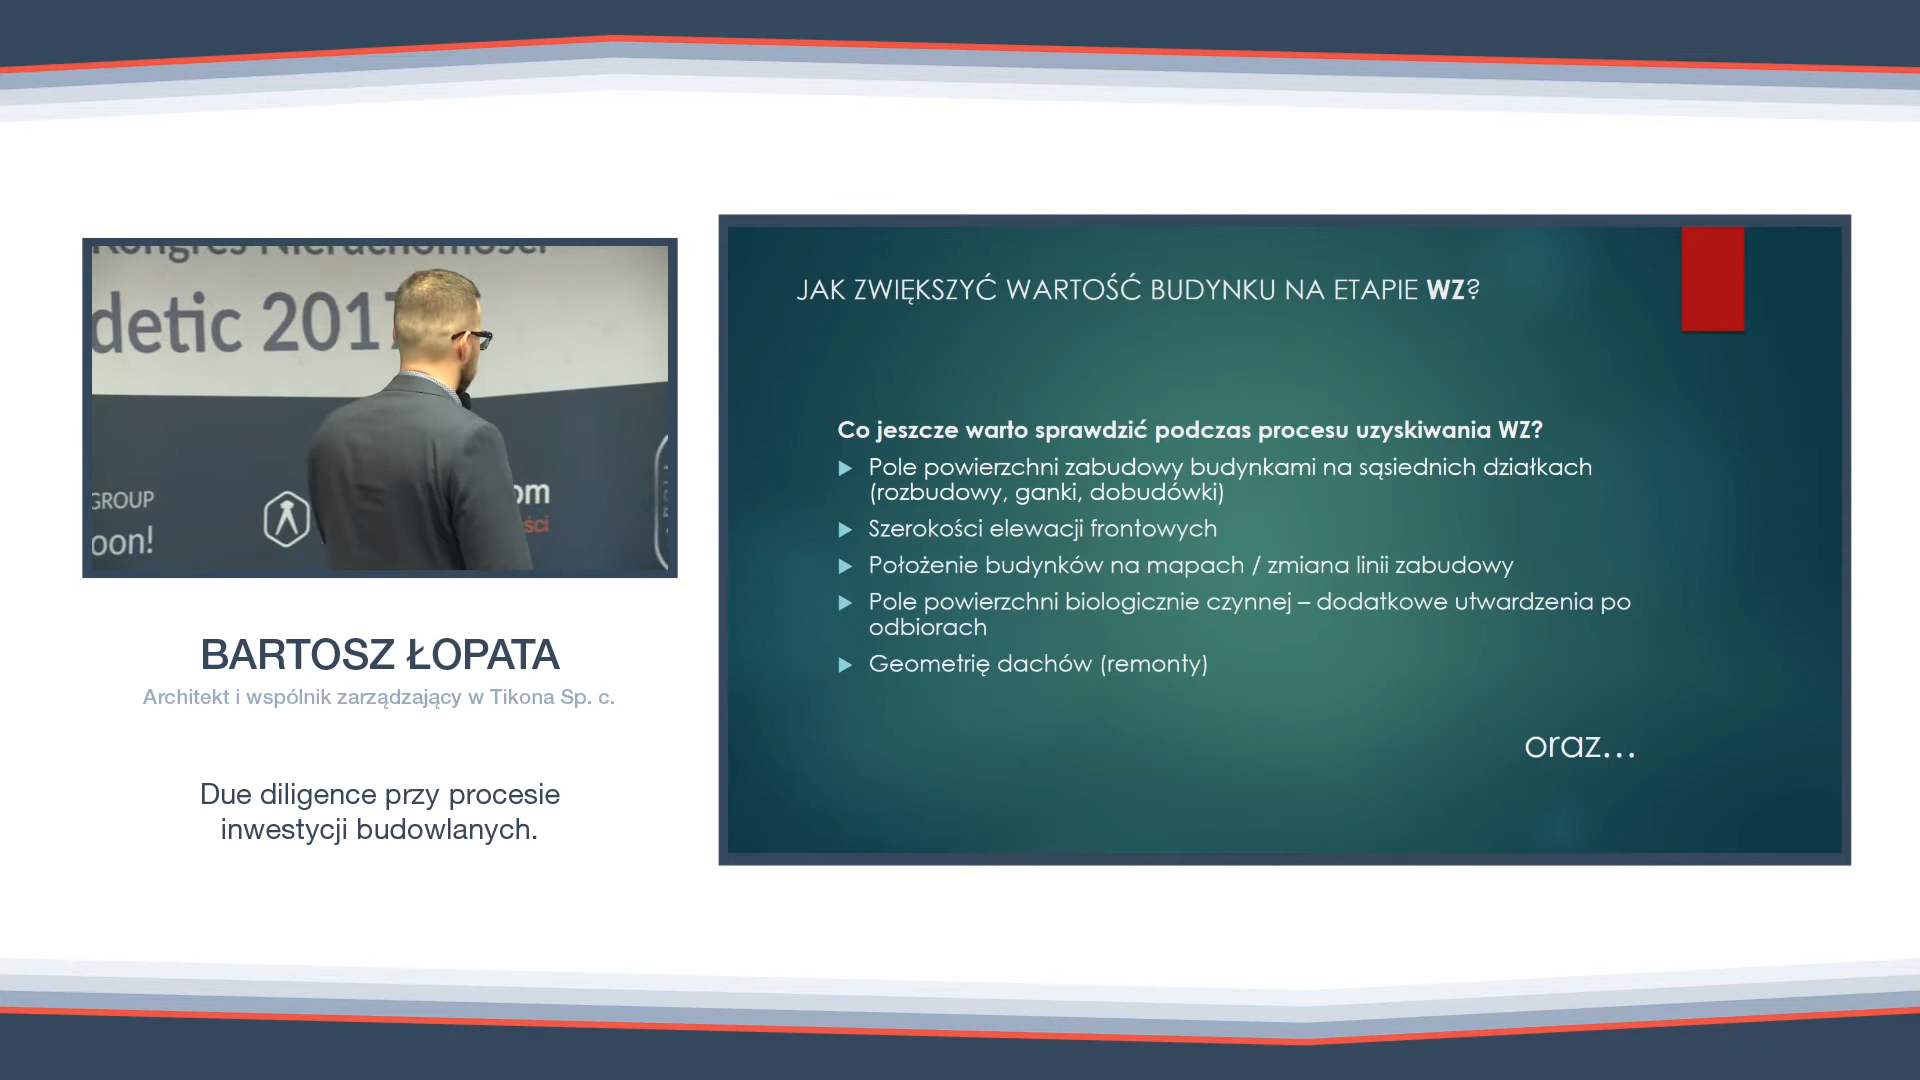 Kongres Nieruchomości
detic 2017
GROUP
oon!
om
ści
BARTOSZ ŁOPATA
Architekt i wspólnik zarządzający w Tikona Sp. c.
Due diligence przy procesie
inwestycji budowlanych.
JAK ZWIĘKSZYĆ WARTOŚĆ BUDYNKU NA ETAPIE WZ?
Co jeszcze warto sprawdzić podczas procesu uzyskiwania WZ?
Pole powierzchni zabudowy budynkami na sąsiednich działkach
(rozbudowy, ganki, dobudówki)
Szerokości elewacji frontowych
Położenie budynków na mapach / zmiana linii zabudowy
Pole powierzchni biologicznie czynnej – dodatkowe utwardzenia po
odbiorach
Geometrię dachów (remonty)
oraz...